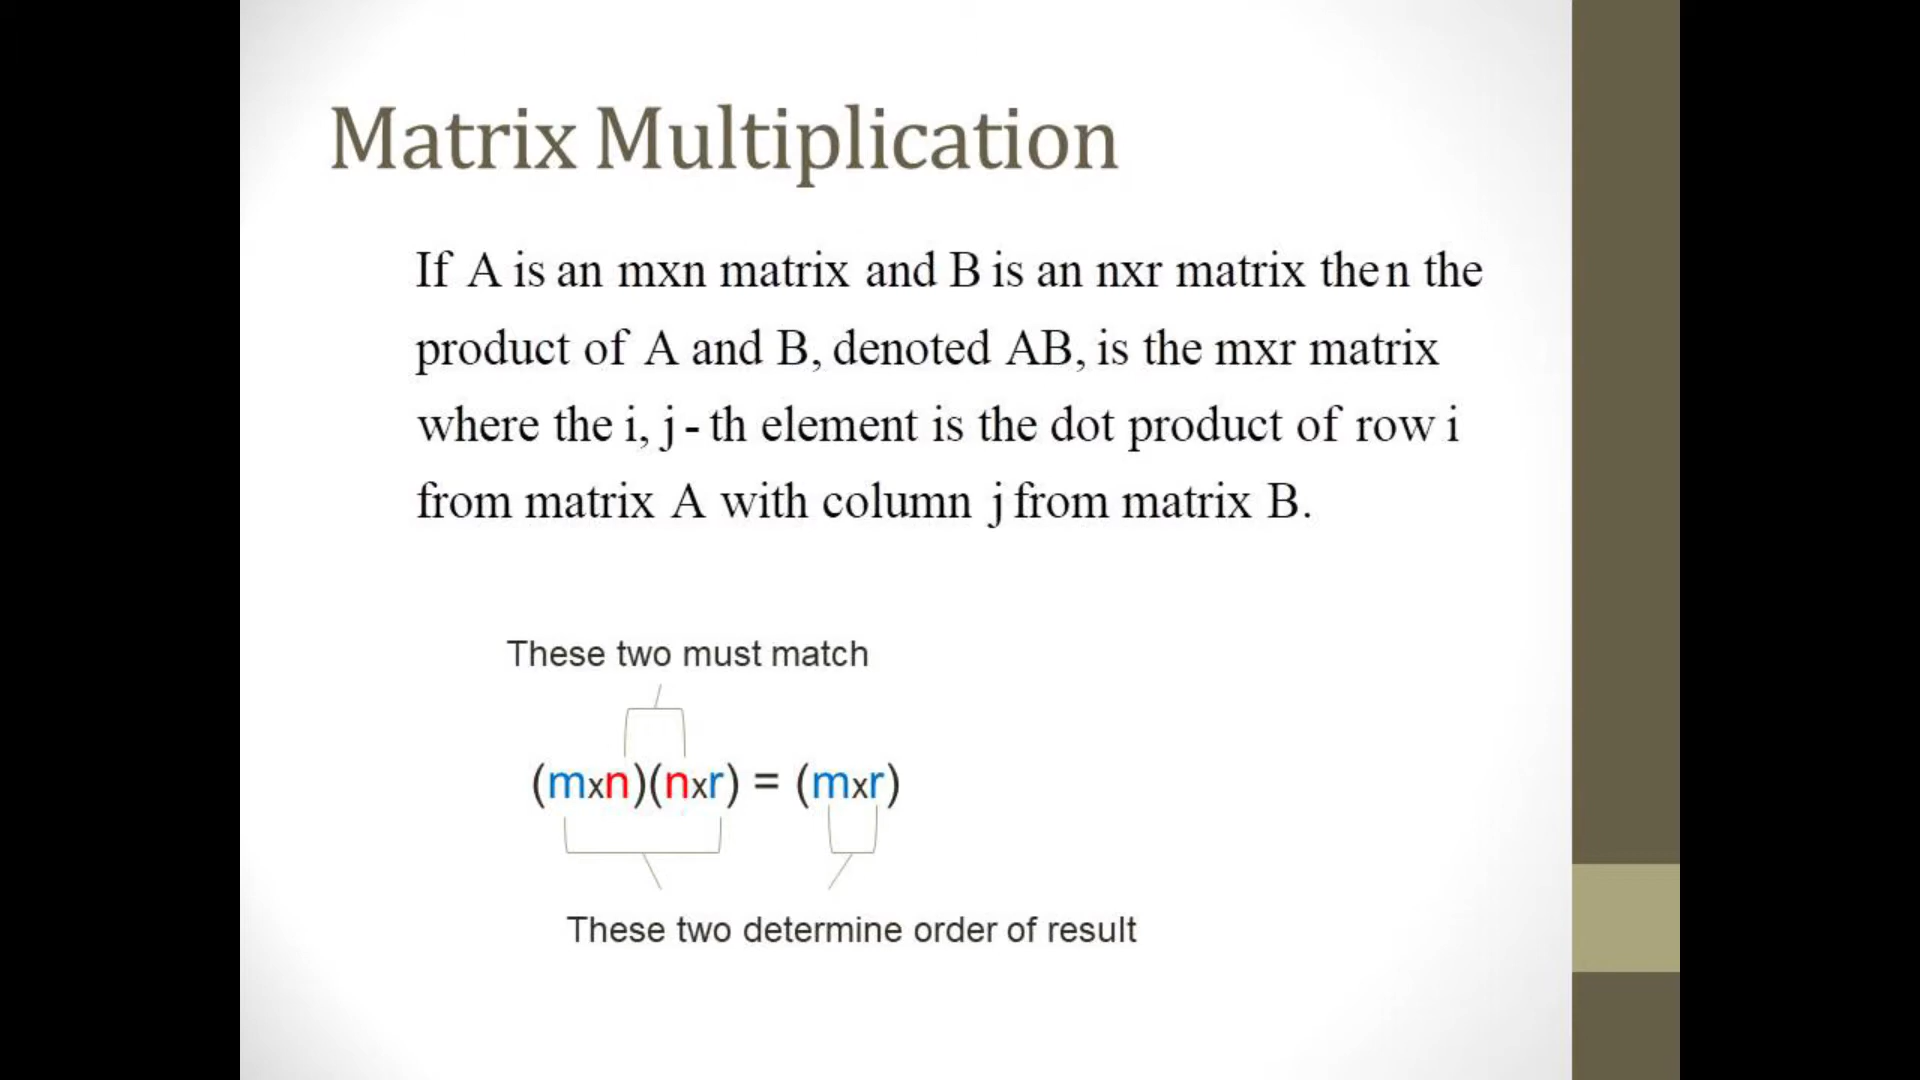 Matrix Multiplication
If A is an mxn matrix and B is an nxr matrix then the
product of A and B, denoted AB, is the mxr matrix
where the i, j - th element is the dot product of row i
from matrix A with column j from matrix B.
These two must match
(mxn)(nxr) = (mxr)
These two determine order of result